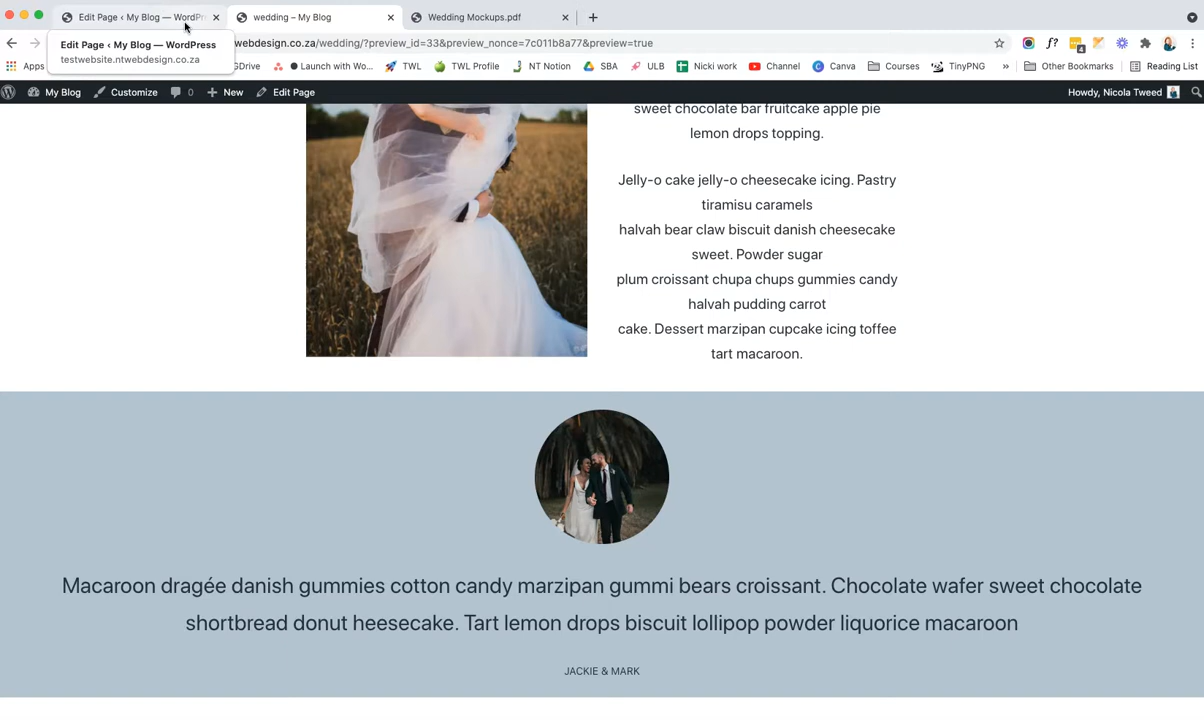 Edit Page ‹ My Blog — WordPr
wedding – My Blog
Wedding Mockups.pdf
Edit Page ‹ My Blog — WordPress
testwebsite.ntwebdesign.co.za
webdesign.co.za/wedding/?preview_id=33&preview_nonce=7c011b8a77&preview=true
f?
4
Apps
GDrive
Launch with Wo...
TWL
TWL Profile
NT Notion
SBA
ULB
Nicki work
Channel
Canva
Courses
TinyPNG
»
Other Bookmarks
Reading List
My Blog
Customize
0
New
Edit Page
Howdy, Nicola Tweed
sweet chocolate bar fruitcake apple pie
lemon drops topping.
Jelly-o cake jelly-o cheesecake icing. Pastry
tiramisu caramels
halvah bear claw biscuit danish cheesecake
sweet. Powder sugar
plum croissant chupa chups gummies candy
halvah pudding carrot
cake. Dessert marzipan cupcake icing toffee
tart macaroon.
Macaroon dragée danish gummies cotton candy marzipan gummi bears croissant. Chocolate wafer sweet chocolate
shortbread donut heesecake. Tart lemon drops biscuit lollipop powder liquorice macaroon
JACKIE & MARK